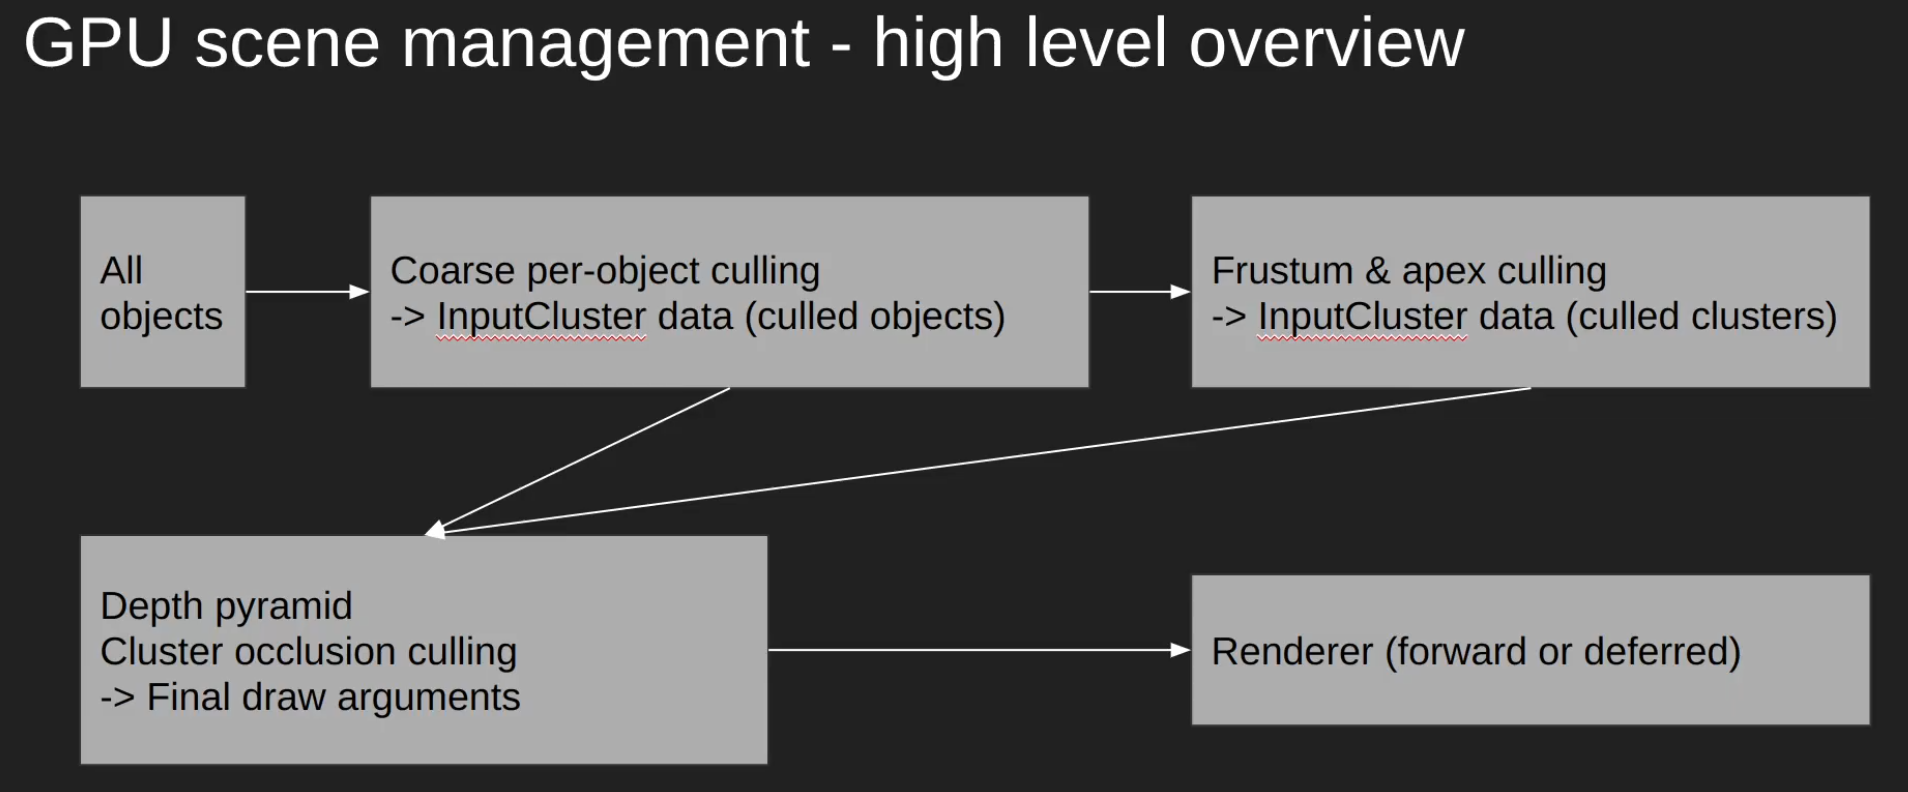 GPU scene management - high level overview
All
objects
Coarse per-object culling
-> InputCluster data (culled objects)
Frustum & apex culling
-> InputCluster data (culled clusters)
Depth pyramid
Cluster occlusion culling
-> Final draw arguments
Renderer (forward or deferred)